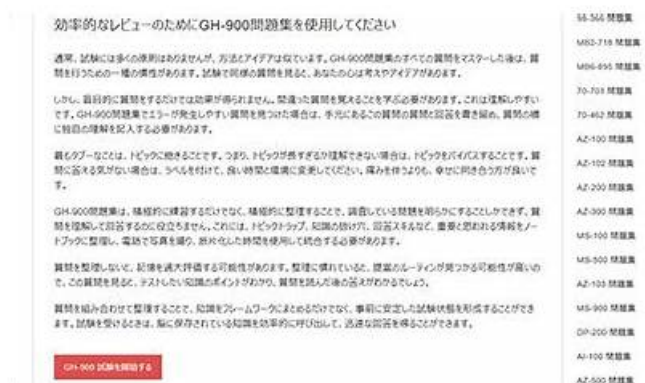 効率的なレビューのためにGH-900問題集を使用してください
通常、試験には多くの原則はありませんが、方法とアイデアは似ています。GH-900問題集のすべての質問をマスターした後は、質
問を行うための一種の慣性があります。試験で同様の質問を見ると、あなたの心は考えやアイデアがあります。
しかし、盲目的に質問をするだけでは効果が得られません。間違った質問を覚えることを学ぶ必要があります。これは理解しやすい
です。GH-900問題集でエラーが発生しやすい質問を見つけた場合は、手元にあるこの質問の質問と回答を書き留め、質問の横
に独自の理解を記入する必要があります。
最もタブーなことは、トピックに飽きることです。つまり、トピックが長すぎるか理解できない場合は、トピックをバイパスすることです。質
問に答える気がない場合は、ラベルを付けて、良い時間と環境に変更してください。痛みを伴うよりも、幸せに向き合う方が良いで
す。
GH-900問題集は、積極的に練習するだけでなく、積極的に整理することで、調査している問題を明らかにすることしかできず、質
問を理解して回答するのに役立ちません。これには、トピックトラップ、知識の抜け穴、回答スキルなど、重要と思われる情報をノー
トブックに整理し、電話で写真を撮り、断片化した時間を使用して統合する必要があります。
質問を整理しないと、記憶を過大評価する可能性があります。整理に慣れていると、提案のルーティンが見つかる可能性が高いの
で、この質問を見ると、テストしたい知識のポイントがわかり、質問を読んだ後の答えがわかるでしょう。
質問を組み合わせて整理することで、知識をフレームワークにまとめるだけでなく、事前に安定した試験状態を形成することができ
ます。試験を受けるときは、脳に保存されている知識を効率的に呼び出して、迅速な回答を得ることができます。
GH-900 試験を開始する
98-366 問題集
MB2-718 問題集
MB6-895 問題集
70-703 問題集
70-462 問題集
AZ-100 問題集
AZ-102 問題集
AZ-200 問題集
AZ-300 問題集
MS-100 問題集
MS-500 問題集
AZ-103 問題集
MS-900 問題集
DP-200 問題集
AI-100 問題集
AZ-500 問題集